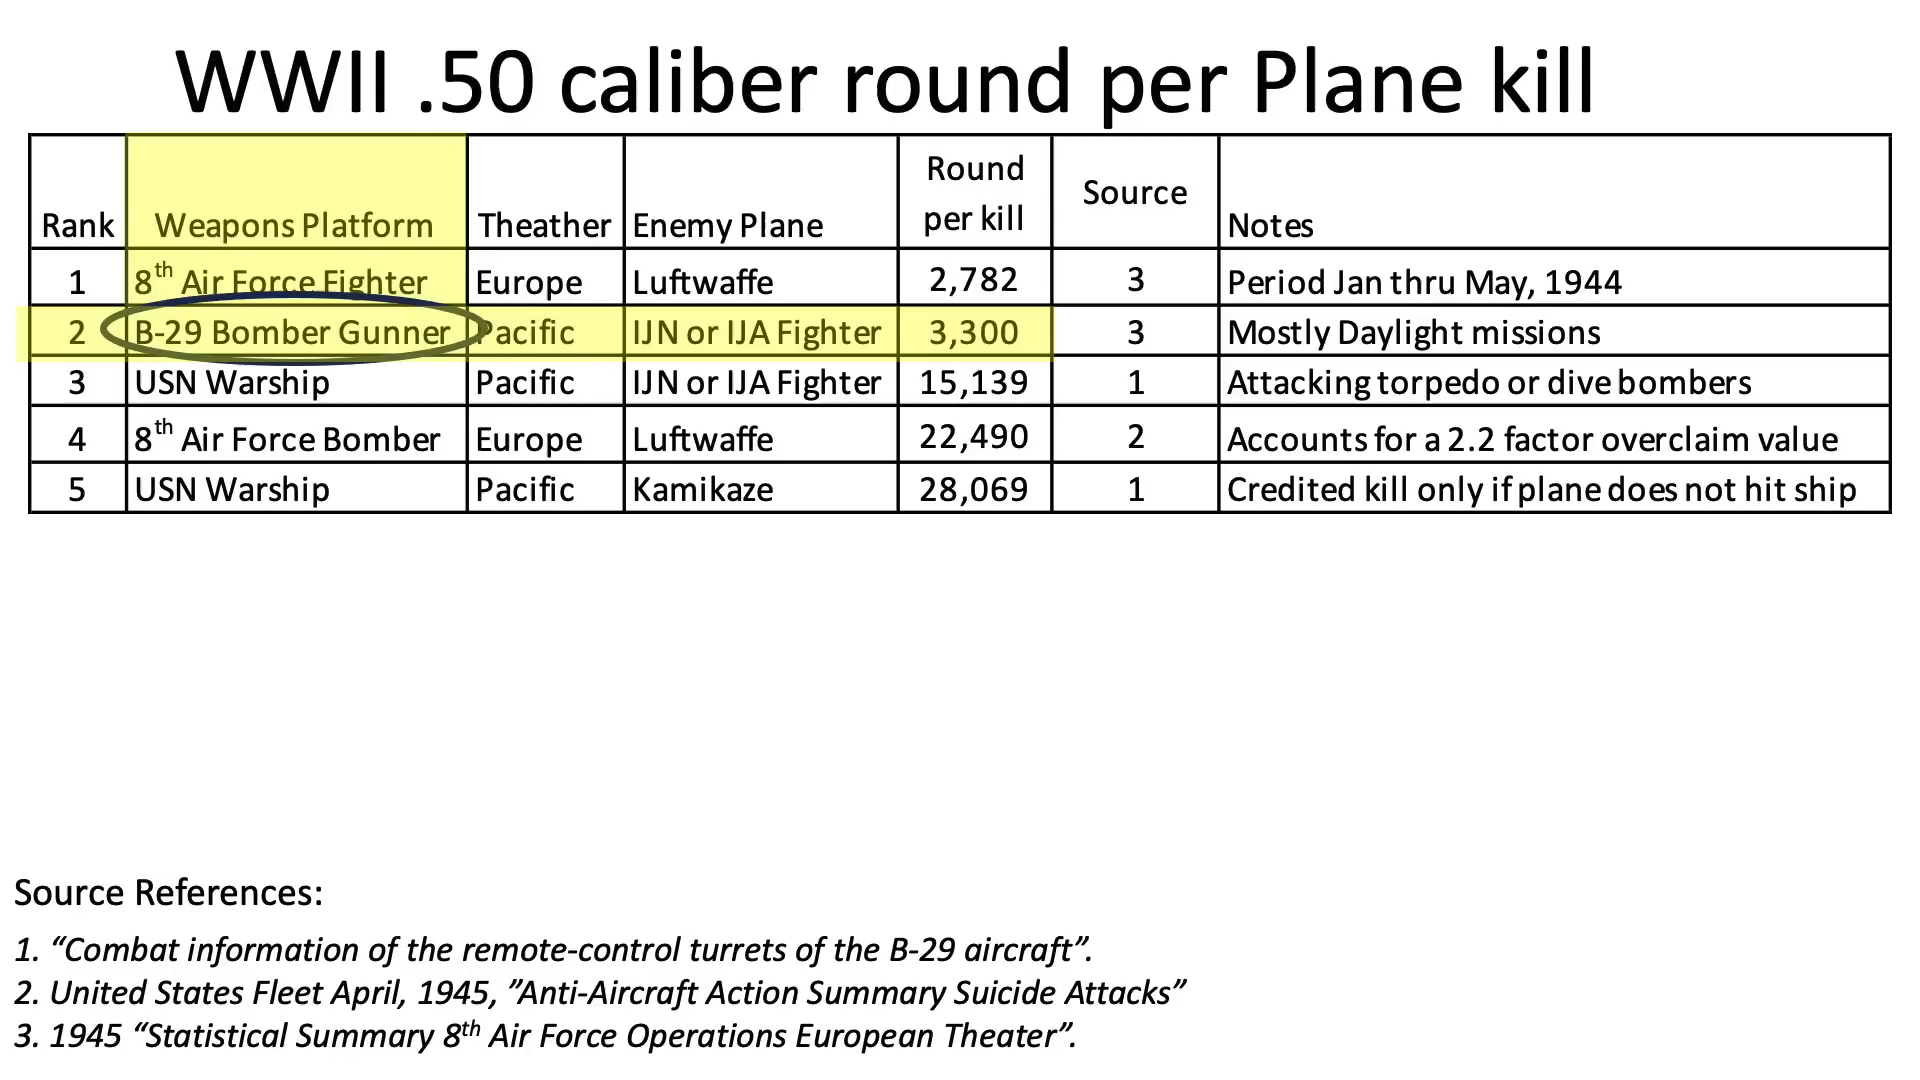 WWII .50 caliber round per Plane kill
Rank Weapons Platform Theather Enemy Plane Round per kill Source Notes
1 8th Air Force Fighter Europe Luftwaffe 2,782 3 Period Jan thru May, 1944
2 B-29 Bomber Gunner Pacific IJN or IJA Fighter 3,300 3 Mostly Daylight missions
3 USN Warship Pacific IJN or IJA Fighter 15,139 1 Attacking torpedo or dive bombers
4 8th Air Force Bomber Europe Luftwaffe 22,490 2 Accounts for a 2.2 factor overclaim value
5 USN Warship Pacific Kamikaze 28,069 1 Credited kill only if plane does not hit ship
Source References:
1. “Combat information of the remote-control turrets of the B-29 aircraft”.
2. United States Fleet April, 1945, ”Anti-Aircraft Action Summary Suicide Attacks”
3. 1945 “Statistical Summary 8th Air Force Operations European Theater”.